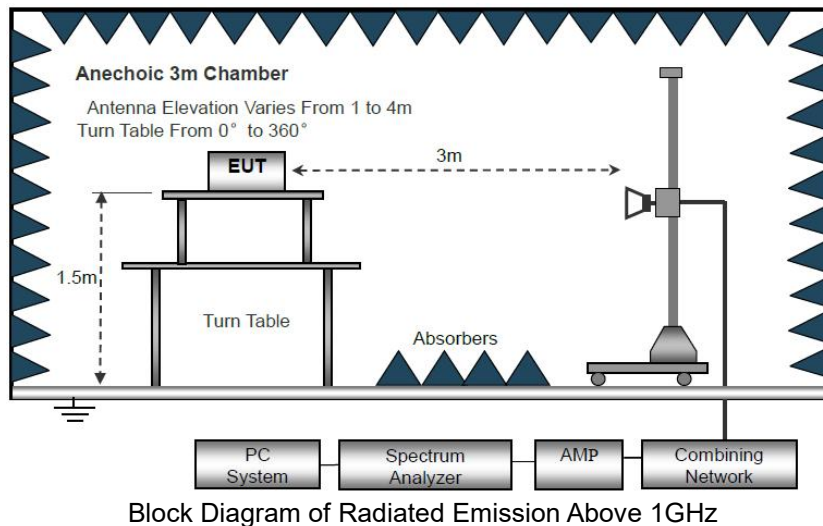 Anechoic 3m Chamber
Antenna Elevation Varies From 1 to 4m
Turn Table From 0° to 360°
EUT
3m
1.5m
Turn Table
Absorbers
PC
System
Spectrum
Analyzer
AMP
Combining
Network
Block Diagram of Radiated Emission Above 1GHz